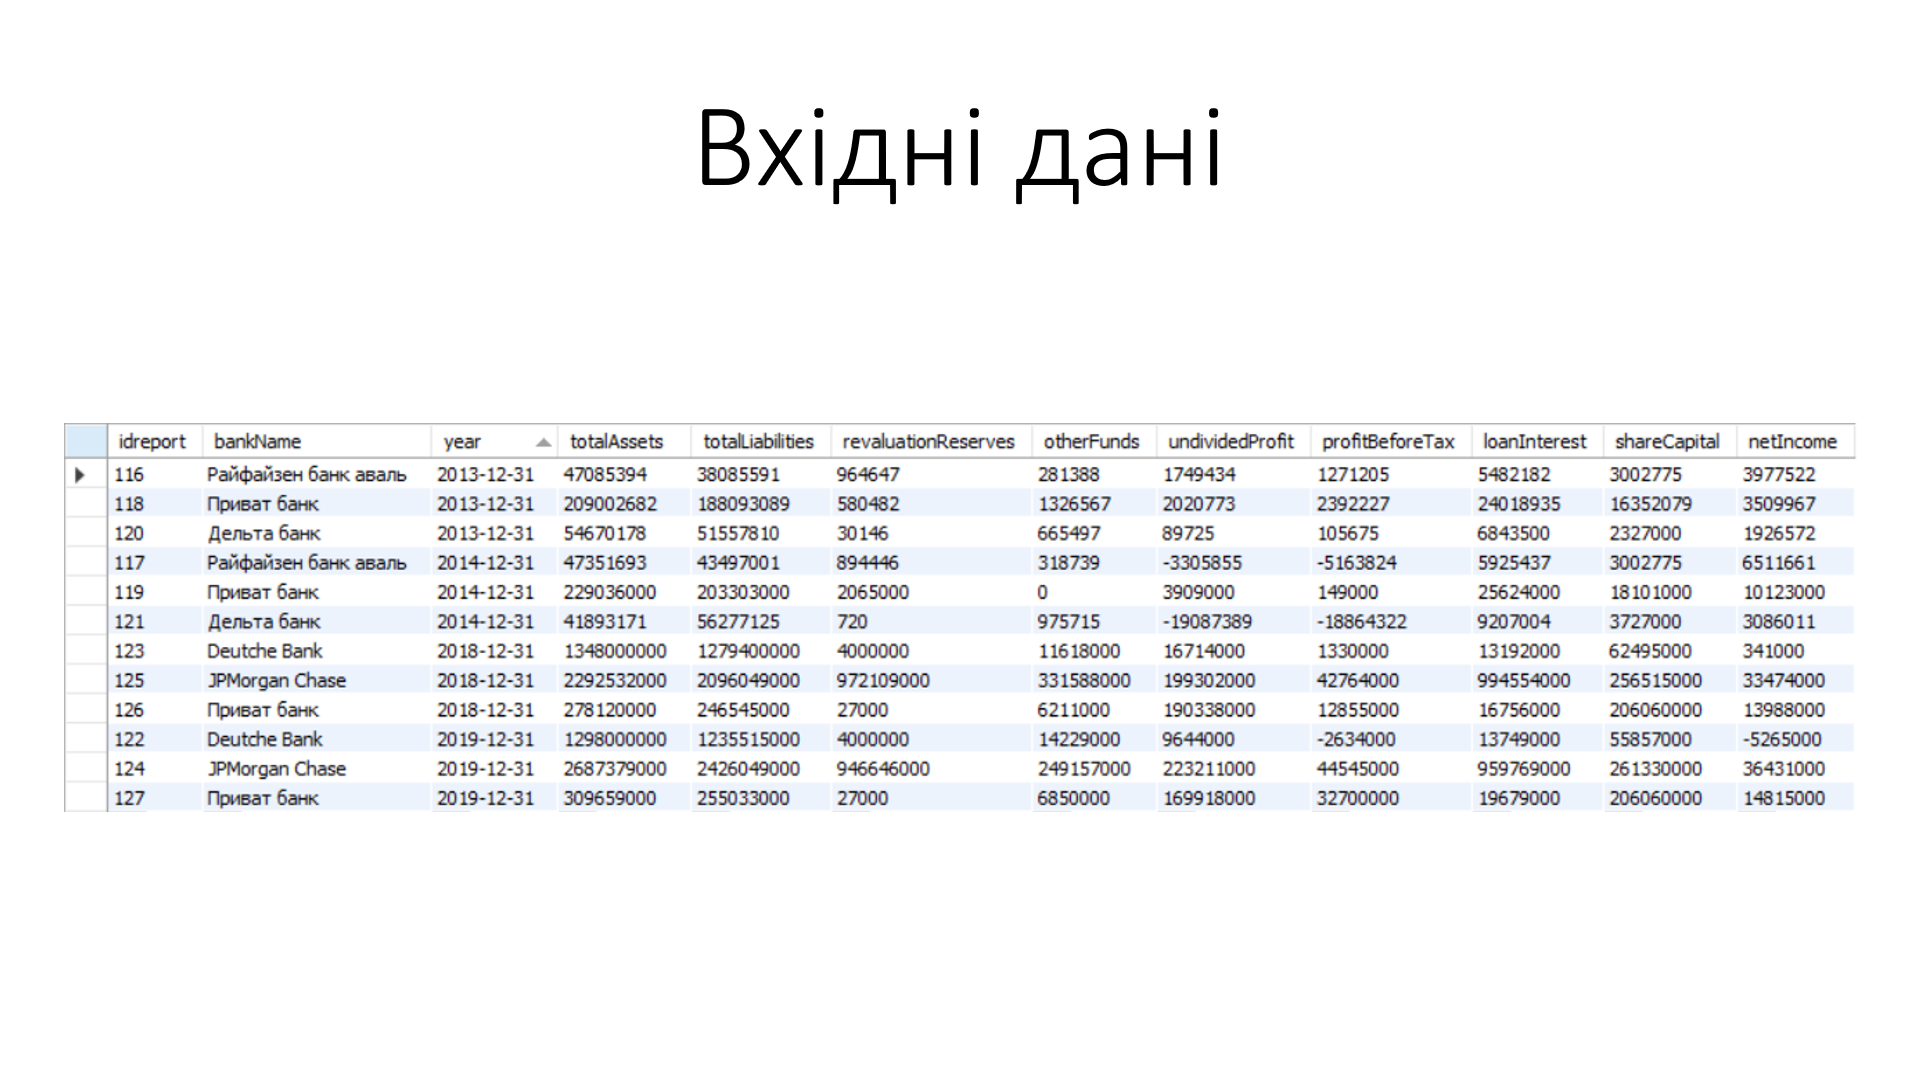 Вхідні дані
idreport bankName year totalAssets totalLiabilities revaluationReserves otherFunds undividedProfit profitBeforeTax loanInterest shareCapital netIncome
116 Райфайзен банк аваль 2013-12-31 47085394 38085591 964647 281388 1749434 1271205 5482182 3002775 3977522
118 Приват банк 2013-12-31 209002682 188093089 580482 1326567 2020773 2392227 24018935 16352079 3509967
120 Дельта банк 2013-12-31 54670178 51557810 30146 665497 89725 105675 6843500 2327000 1926572
117 Райфайзен банк аваль 2014-12-31 47351693 43497001 894446 318739 -3305855 -5163824 5925437 3002775 6511661
119 Приват банк 2014-12-31 229036000 203303000 2065000 0 3909000 149000 25624000 18101000 10123000
121 Дельта банк 2014-12-31 41893171 56277125 720 975715 -19087389 -18864322 9207004 3727000 3086011
123 Deutche Bank 2018-12-31 1348000000 1279400000 4000000 11618000 16714000 1330000 13192000 62495000 341000
125 JPMorgan Chase 2018-12-31 2292532000 2096049000 972109000 331588000 199302000 42764000 994554000 256515000 33474000
126 Приват банк 2018-12-31 278120000 246545000 27000 6211000 190338000 12855000 16756000 206060000 13988000
122 Deutche Bank 2019-12-31 1298000000 1235515000 4000000 14229000 9644000 -2634000 13749000 55857000 -5265000
124 JPMorgan Chase 2019-12-31 2687379000 2426049000 946646000 249157000 223211000 44545000 959769000 261330000 36431000
127 Приват банк 2019-12-31 309659000 255033000 27000 6850000 169918000 32700000 19679000 206060000 14815000